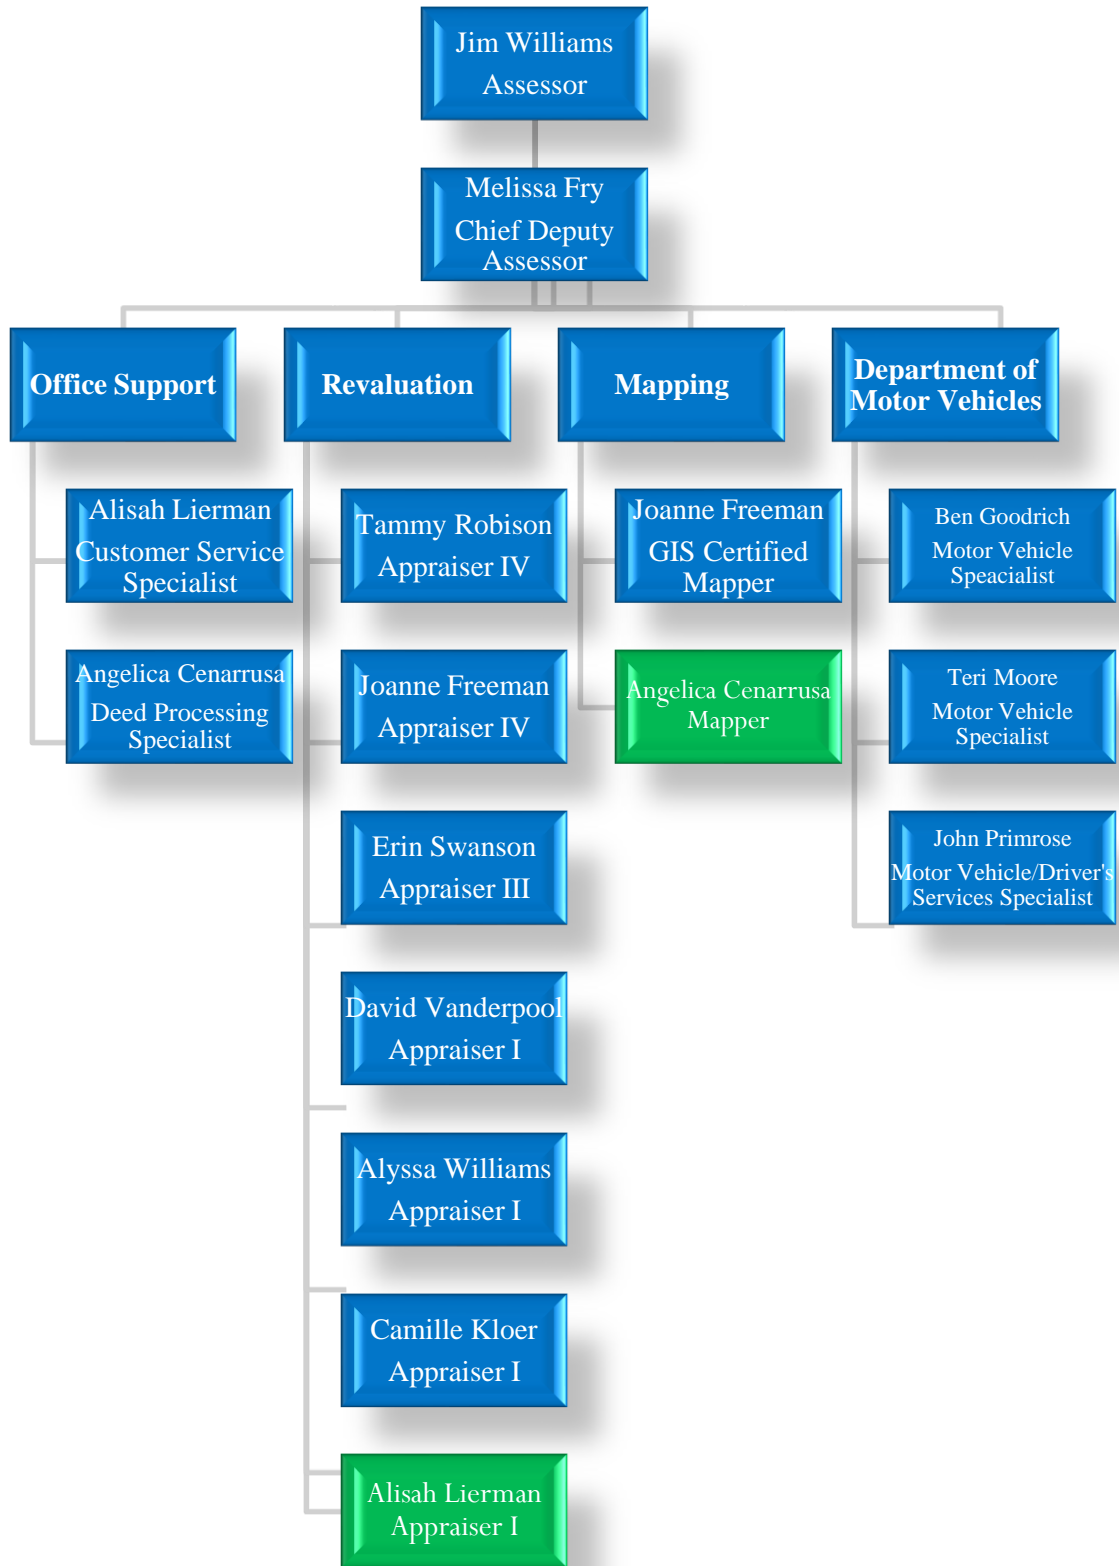 Jim Williams
Assessor
Melissa Fry
Chief Deputy
Assessor
Office Support
Revaluation
Mapping
Department of
Motor Vehicles
Alisah Lierman
Customer Service
Specialist
Angelica Cenarrusa
Deed Processing
Specialist
Tammy Robison
Appraiser IV
Joanne Freeman
Appraiser IV
Erin Swanson
Appraiser III
David Vanderpool
Appraiser I
Alyssa Williams
Appraiser I
Camille Kloer
Appraiser I
Alisah Lierman
Appraiser I
Joanne Freeman
GIS Certified
Mapper
Angelica Cenarrusa
Mapper
Ben Goodrich
Motor Vehicle
Speacialist
Teri Moore
Motor Vehicle
Specialist
John Primrose
Motor Vehicle/Driver's
Services Specialist